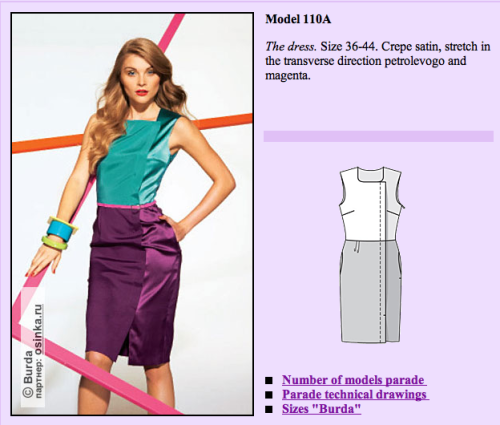 Model 110A
The dress. Size 36-44. Crepe satin, stretch in
the transverse direction petrolevogo and
magenta.
© Burda
партнер: osinka.ru
Number of models parade
Parade technical drawings
Sizes "Burda"